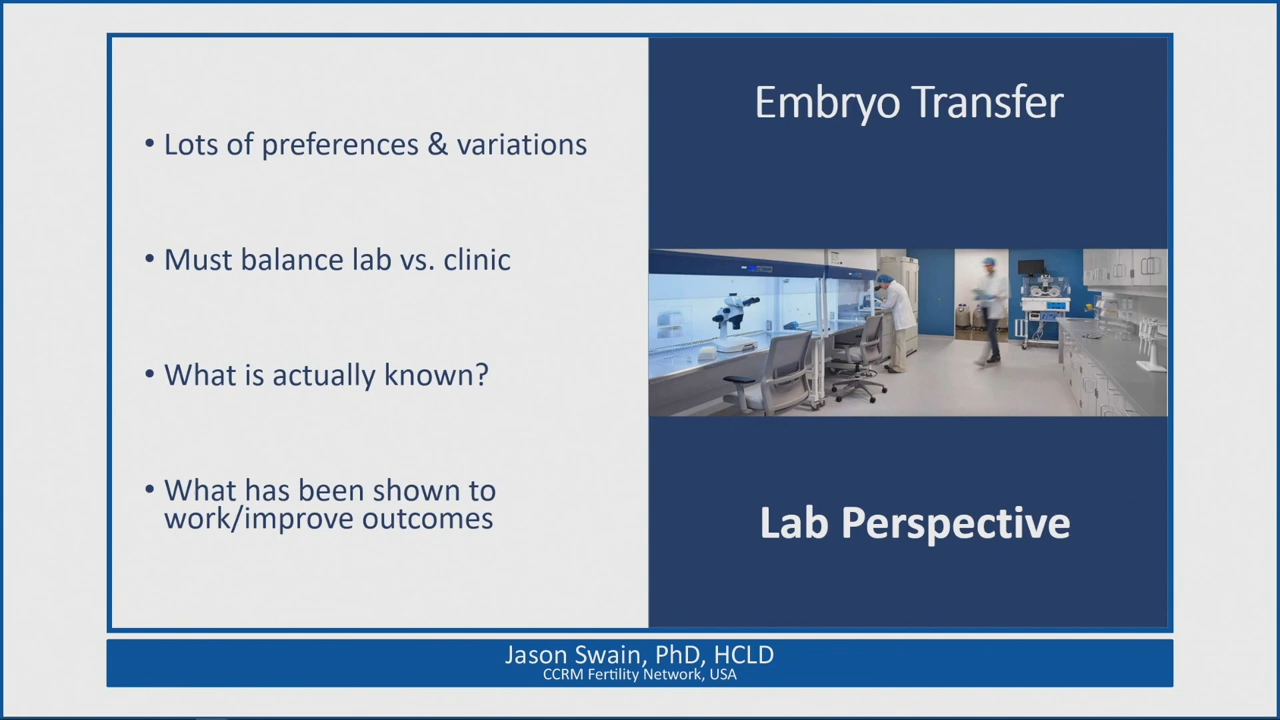 • Lots of preferences & variations
• Must balance lab vs. clinic
• What is actually known?
• What has been shown to
work/improve outcomes
Embryo Transfer
Lab Perspective
Jason Swain, PhD, HCLD
CCRM Fertility Network, USA